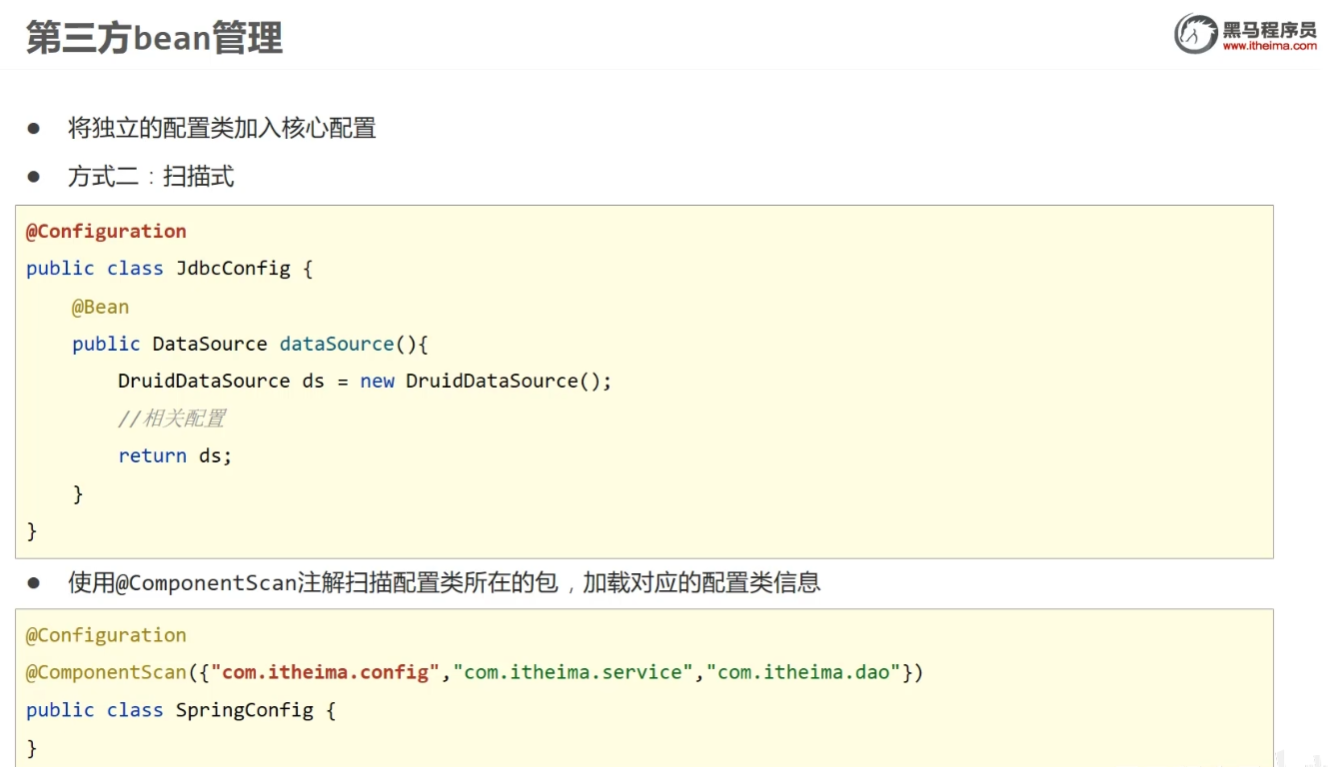 第三方bean管理
黑马程序员
www.itheima.com
● 将独立的配置类加入核心配置
● 方式二：扫描式
@Configuration
public class JdbcConfig {
    @Bean
    public DataSource dataSource(){
        DruidDataSource ds = new DruidDataSource();
        //相关配置
        return ds;
    }
}
● 使用@ComponentScan注解扫描配置类所在的包，加载对应的配置类信息
@Configuration
@ComponentScan({"com.itheima.config","com.itheima.service","com.itheima.dao"})
public class SpringConfig {
}